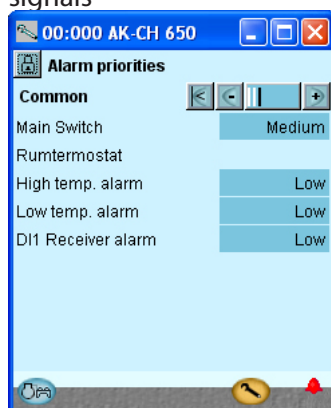 signals
00:000 AK-CH 650
Alarm priorities
Common
Main Switch Medium
Rumtermostat
High temp. alarm Low
Low temp. alarm Low
DI1 Receiver alarm Low